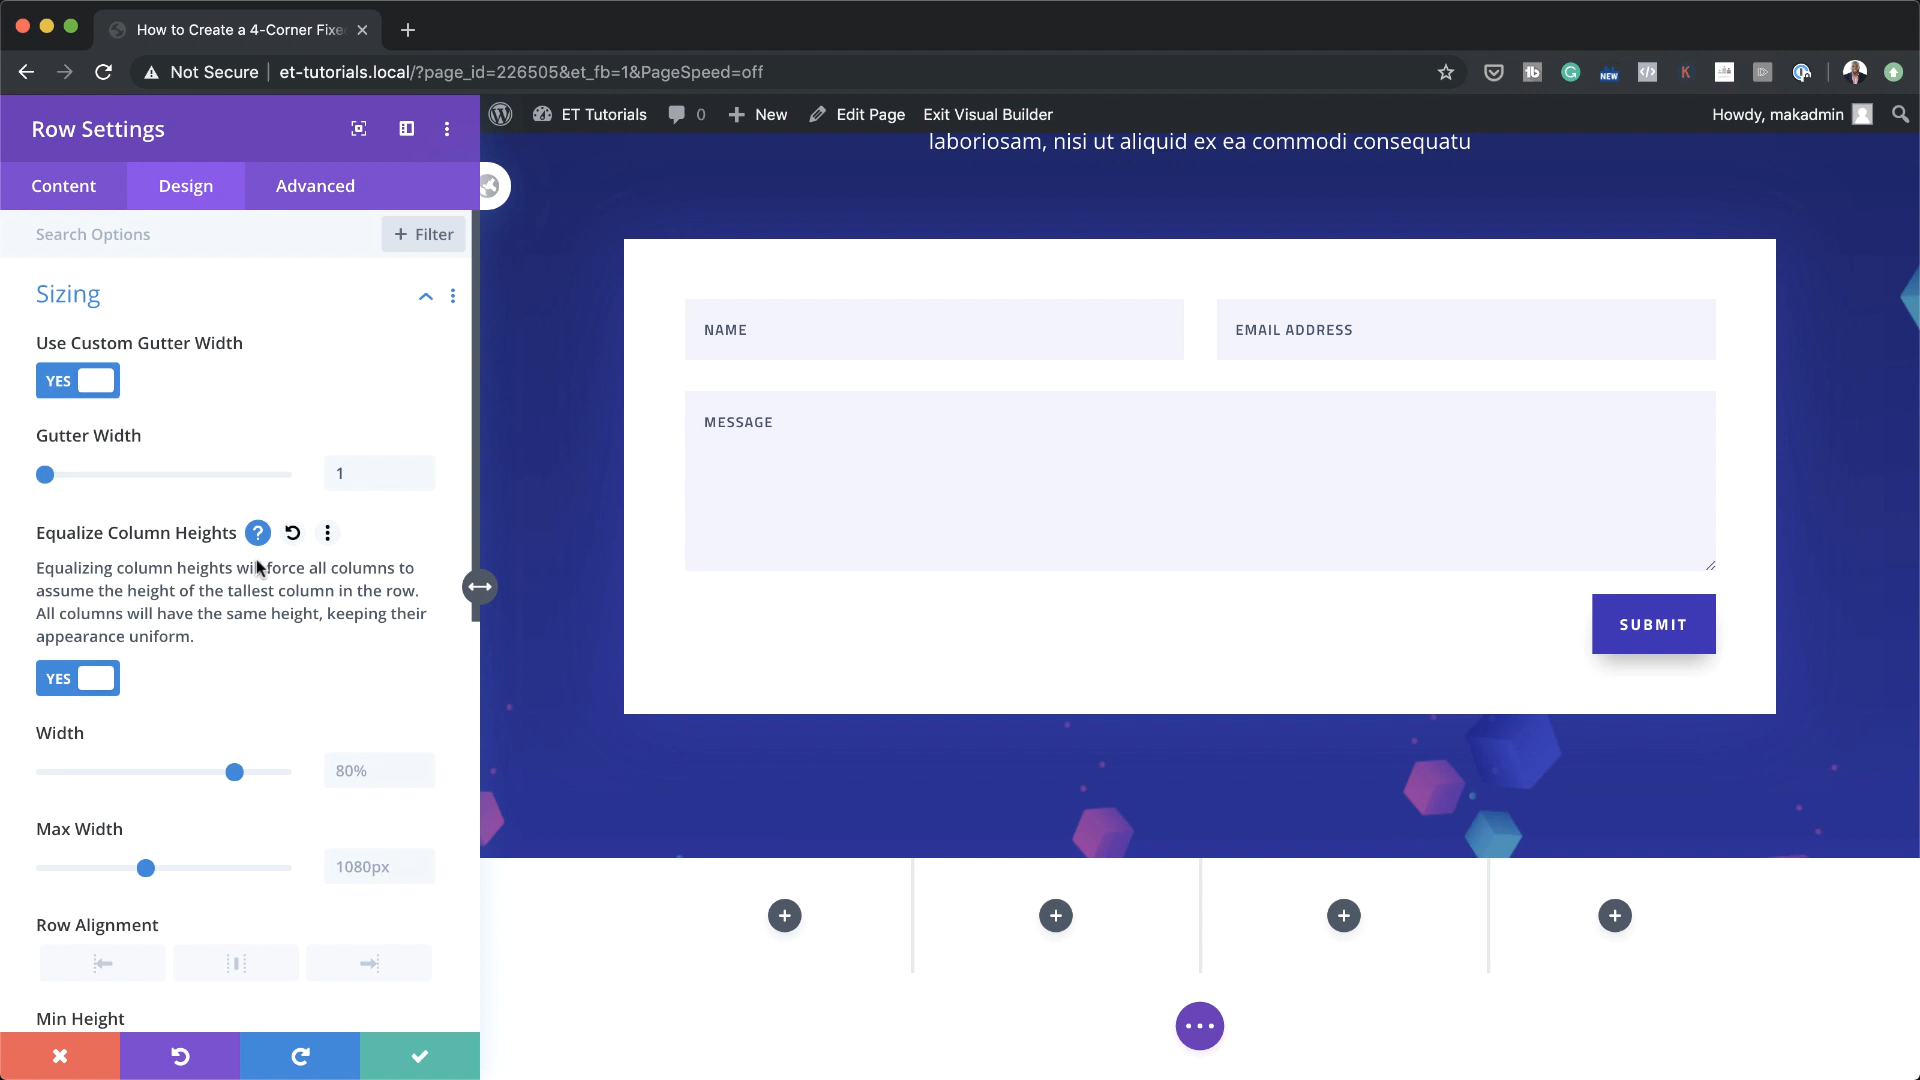 How to Create a 4-Corner Fixe
Not Secure | et-tutorials.local/?page_id=226505&et_fb=1&PageSpeed=off
NEW
Row Settings
ET Tutorials
0
New
Edit Page
Exit Visual Builder
Howdy, makadmin
Content
Design
Advanced
laboriosam, nisi ut aliquid ex ea commodi consequatu
Search Options
+ Filter
Sizing
Use Custom Gutter Width
YES
Gutter Width
1
Equalize Column Heights
?
Equalizing column heights will force all columns to
assume the height of the tallest column in the row.
All columns will have the same height, keeping their
appearance uniform.
YES
Width
80%
Max Width
1080px
Row Alignment
Min Height
NAME
EMAIL ADDRESS
MESSAGE
SUBMIT